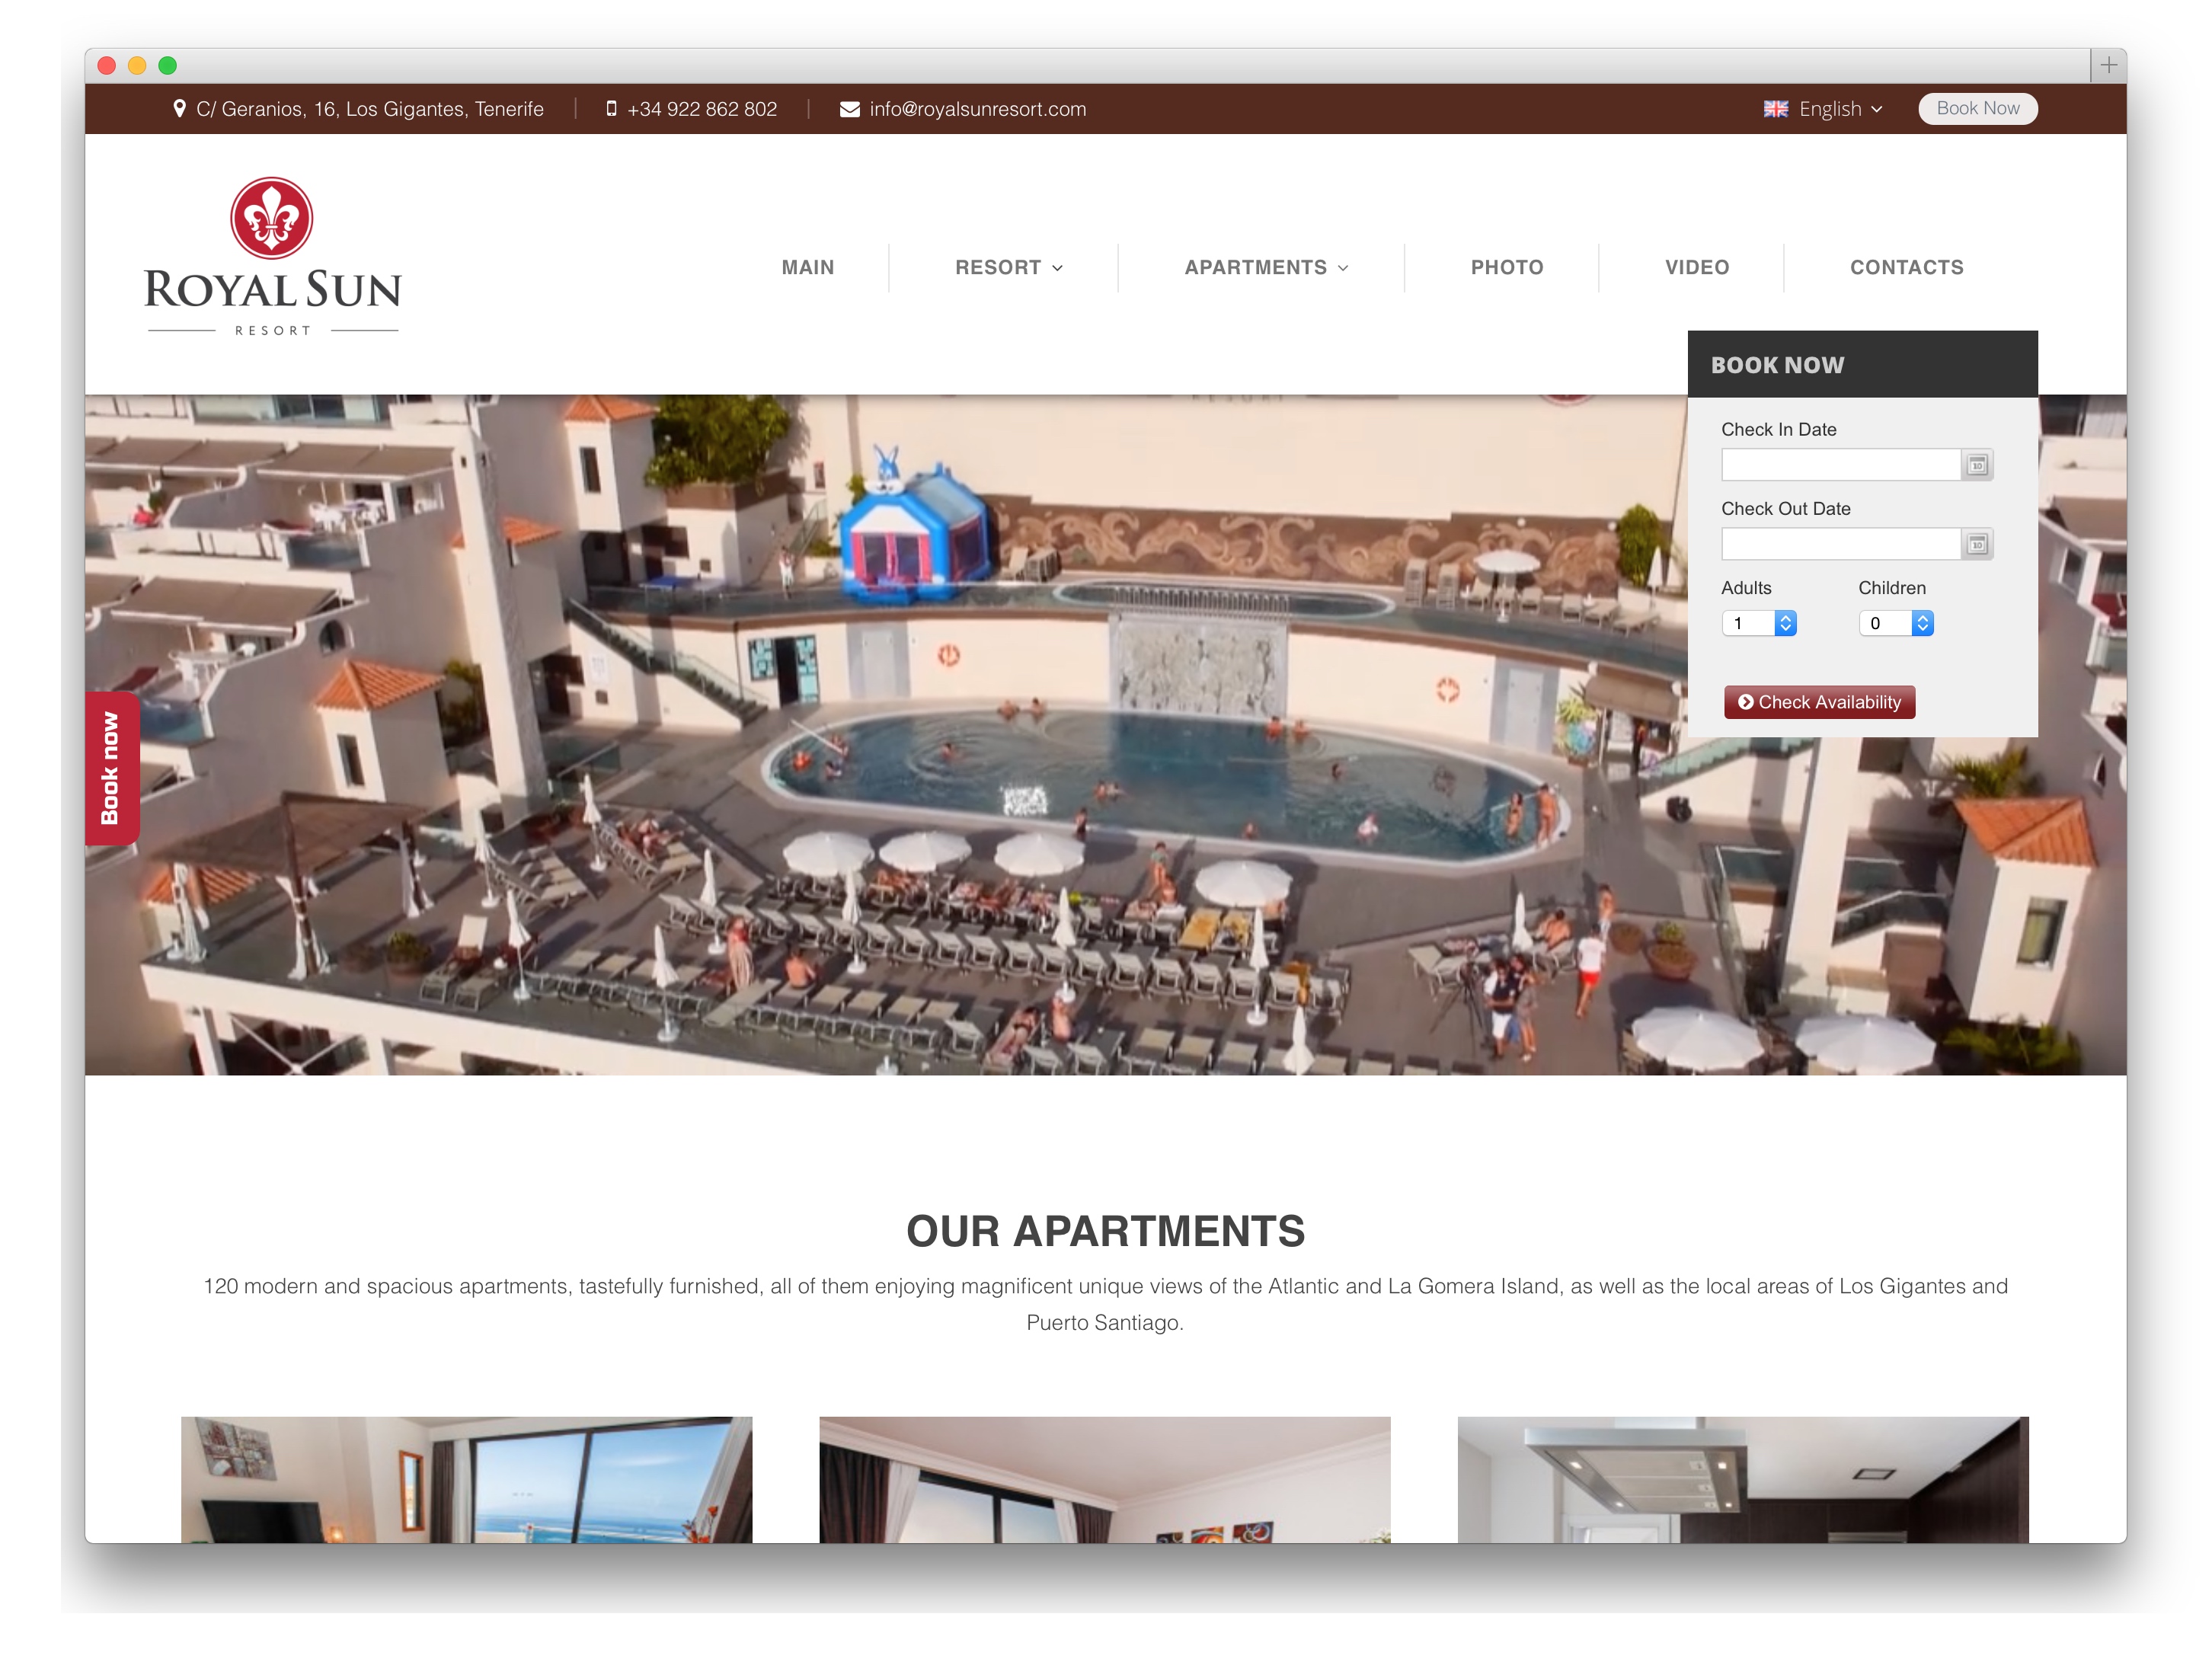 C/ Geranios, 16, Los Gigantes, Tenerife
+34 922 862 802
info@royalsunresort.com
English
Book Now
ROYAL SUN
RESORT
MAIN
RESORT
APARTMENTS
PHOTO
VIDEO
CONTACTS
BOOK NOW
RESORT
Check In Date
10
Check Out Date
10
Adults
Children
1
0
Check Availability
Book now
OUR APARTMENTS
120 modern and spacious apartments, tastefully furnished, all of them enjoying magnificent unique views of the Atlantic and La Gomera Island, as well as the local areas of Los Gigantes and
Puerto Santiago.